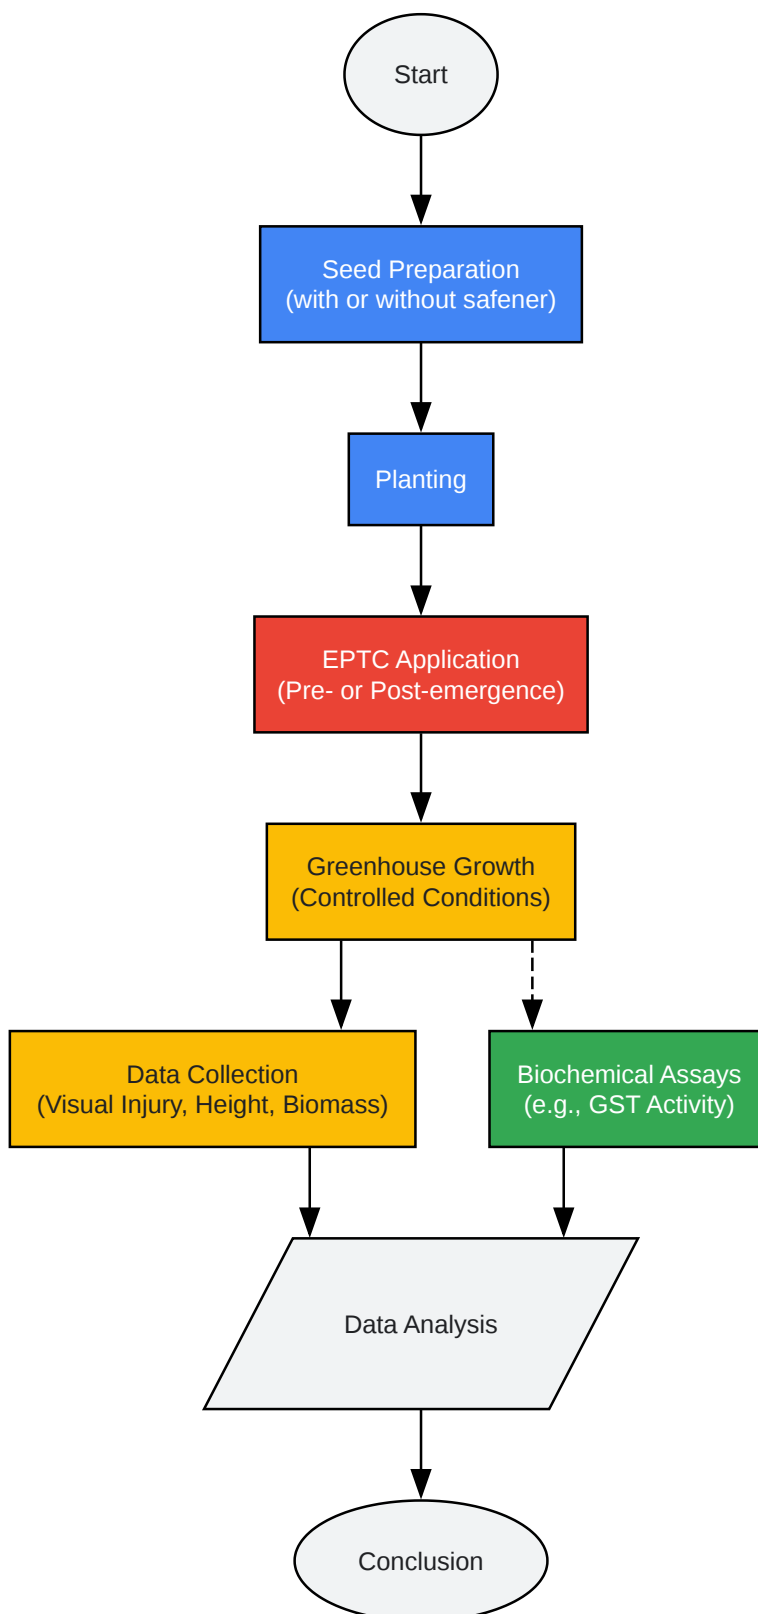 Start
Seed Preparation
(with or without safener)
Planting
EPTC Application
(Pre- or Post-emergence)
Greenhouse Growth
(Controlled Conditions)
Data Collection
(Visual Injury, Height, Biomass)
Biochemical Assays
(e.g., GST Activity)
Data Analysis
Conclusion